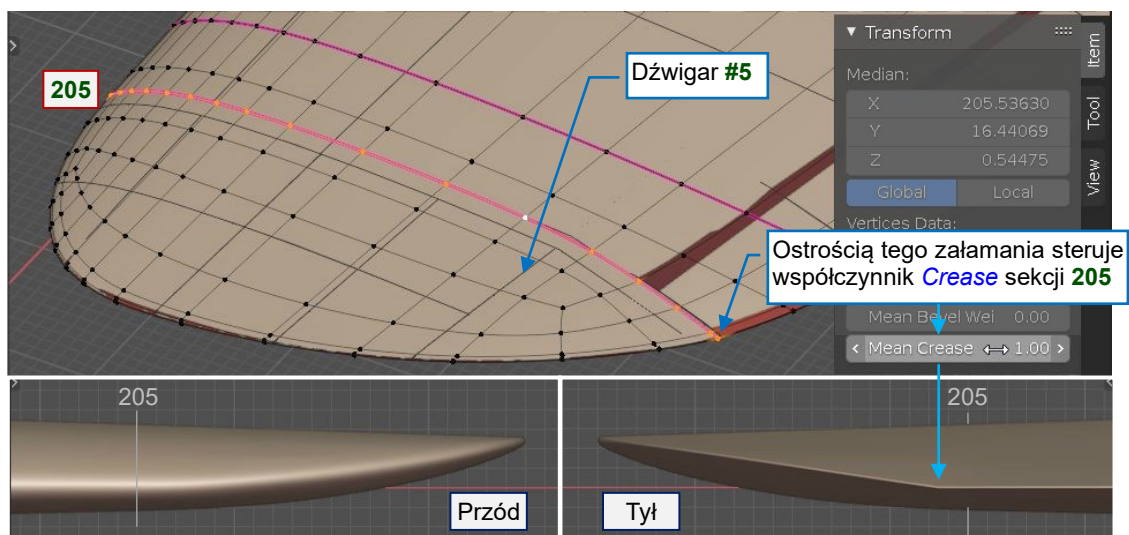 205
Dźwigar #5
▼ Transform
Median:
X 205.53630
Y 16.44069
Z 0.54475
Global Local
Vertices Data:
Item
Tool
View
Ostrością tego załamania steruje
współczynnik Crease sekcji 205
Mean Bevel Wei 0.00
< Mean Crease 1.00 >
205
Przód
205
Tył